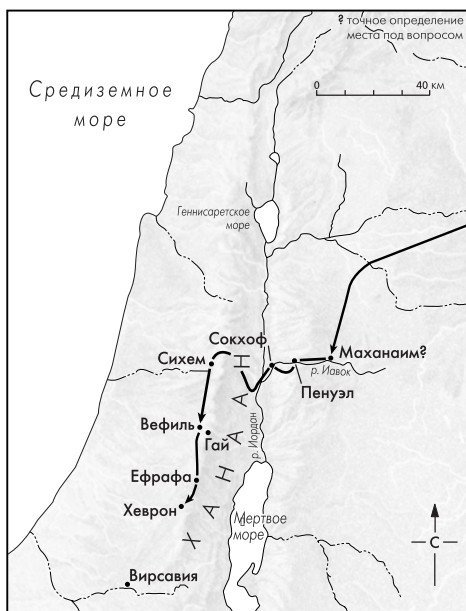 ? точное определение
места под вопросом
0 40 км
Средиземное
море
Геннисаретское
море
Сокхоф
Сихем
Маханаим?
р. Иавок
Пенуэл
Вефиль
Гай
р. Иордан
ХАНААН
Ефрафа
Хеврон
Мертвое
море
С
Вирсавия